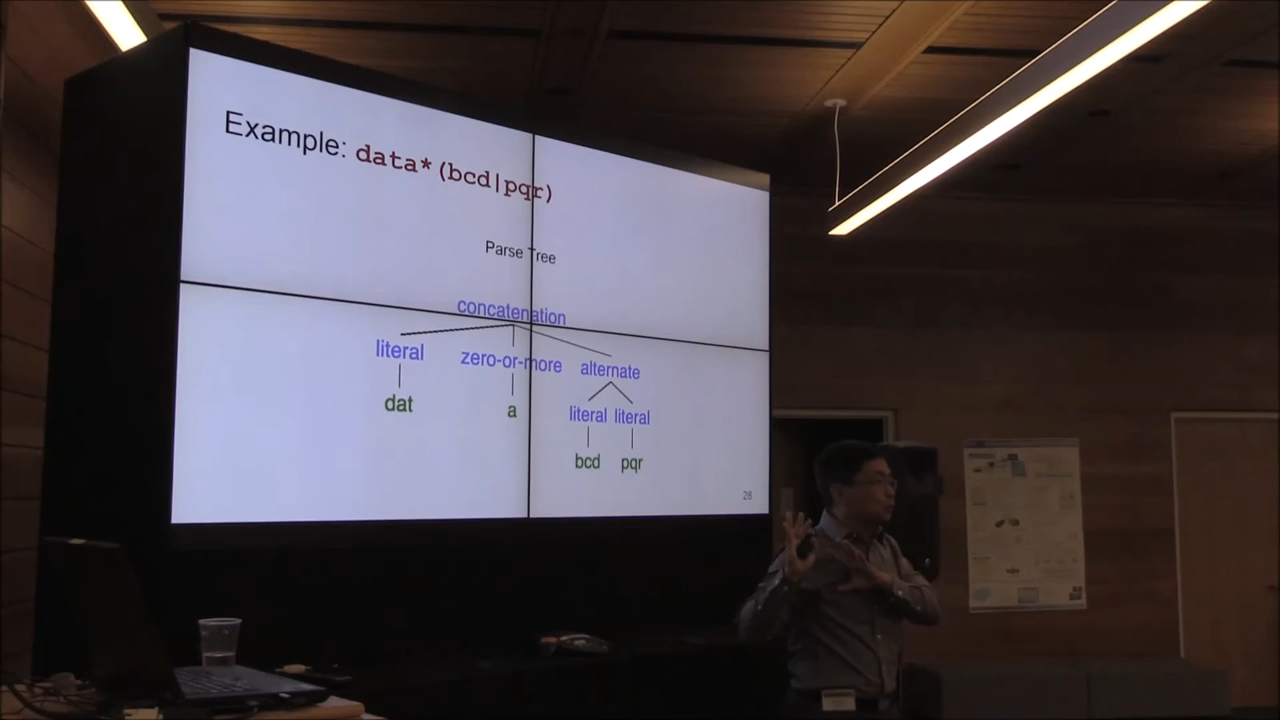 Example: data*(bcd|pqr)
Parse Tree
concatenation
literal zero-or-more alternate
dat a literal literal
bcd pqr
28